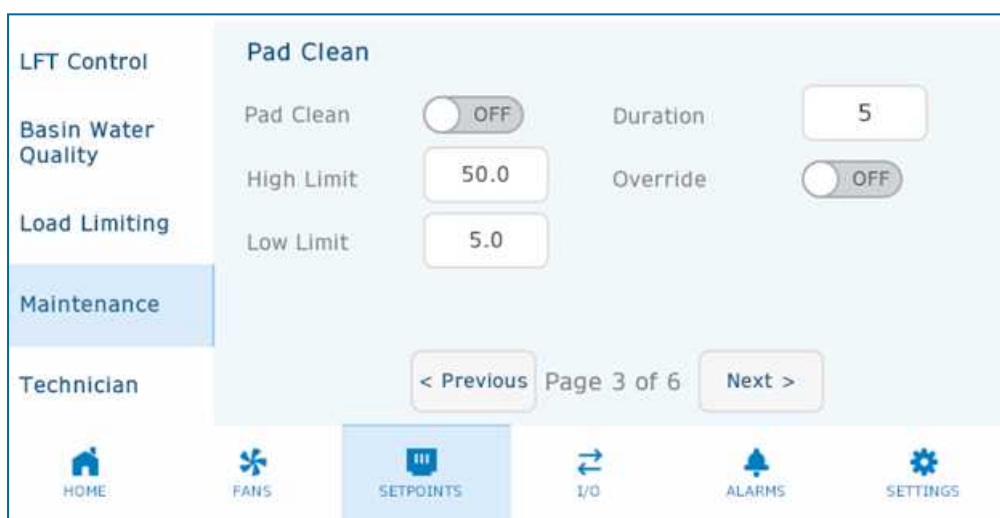 LFT Control
Basin Water
Quality
Load Limiting
Maintenance
Technician
Pad Clean
Pad Clean OFF Duration 5
High Limit 50.0 Override OFF
Low Limit 5.0
< Previous Page 3 of 6 Next >
HOME FANS SETPOINTS I/O ALARMS SETTINGS